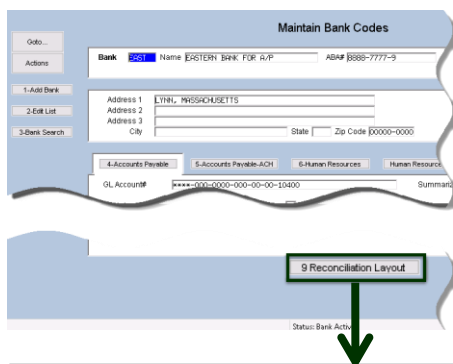 Maintain Bank Codes
Goto...
Actions
Bank EAST Name EASTERN BANK FOR A/P ABA# 8888-7777-9
1-Add Bank
2-Edit List
3-Bank Search
Address 1 LYNN, MASSACHUSETTS
Address 2
Address 3
City State Zip Code 00000-0000
4-Accounts Payable 5-Accounts Payable-ACH 6-Human Resources Human Resource
GL Account# ****-000-0000-000-00-00-10400 Summari
9 Reconciliation Layout
Status: Bank Activ